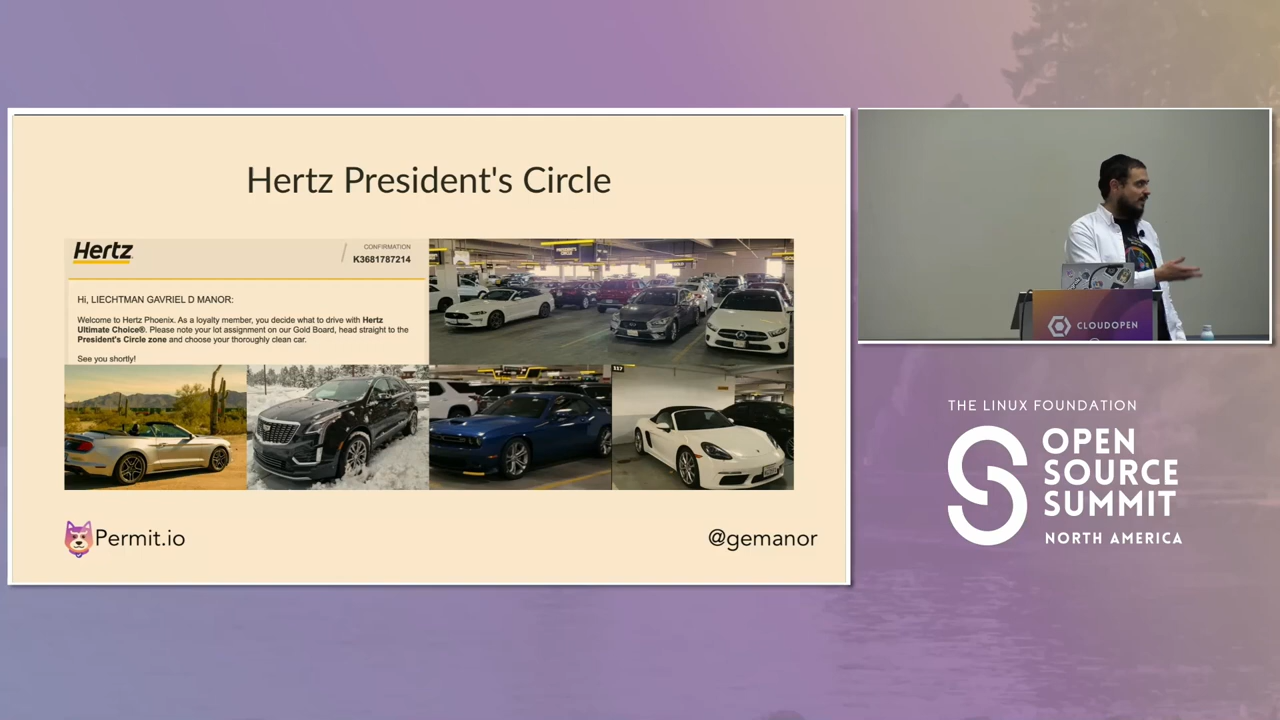 Hertz President's Circle
Hertz
CONFIRMATION
K3681787214
Hi, LIECHTMAN GAVRIEL D MANOR:
Welcome to Hertz Phoenix. As a loyalty member, you decide what to drive with Hertz
Ultimate Choice®. Please note your lot assignment on our Gold Board, head straight to the
President's Circle zone and choose your thoroughly clean car.
See you shortly!
117
Permit.io
@gemanor
CLOUDOPEN
THE LINUX FOUNDATION
OPEN
SOURCE
SUMMIT
NORTH AMERICA